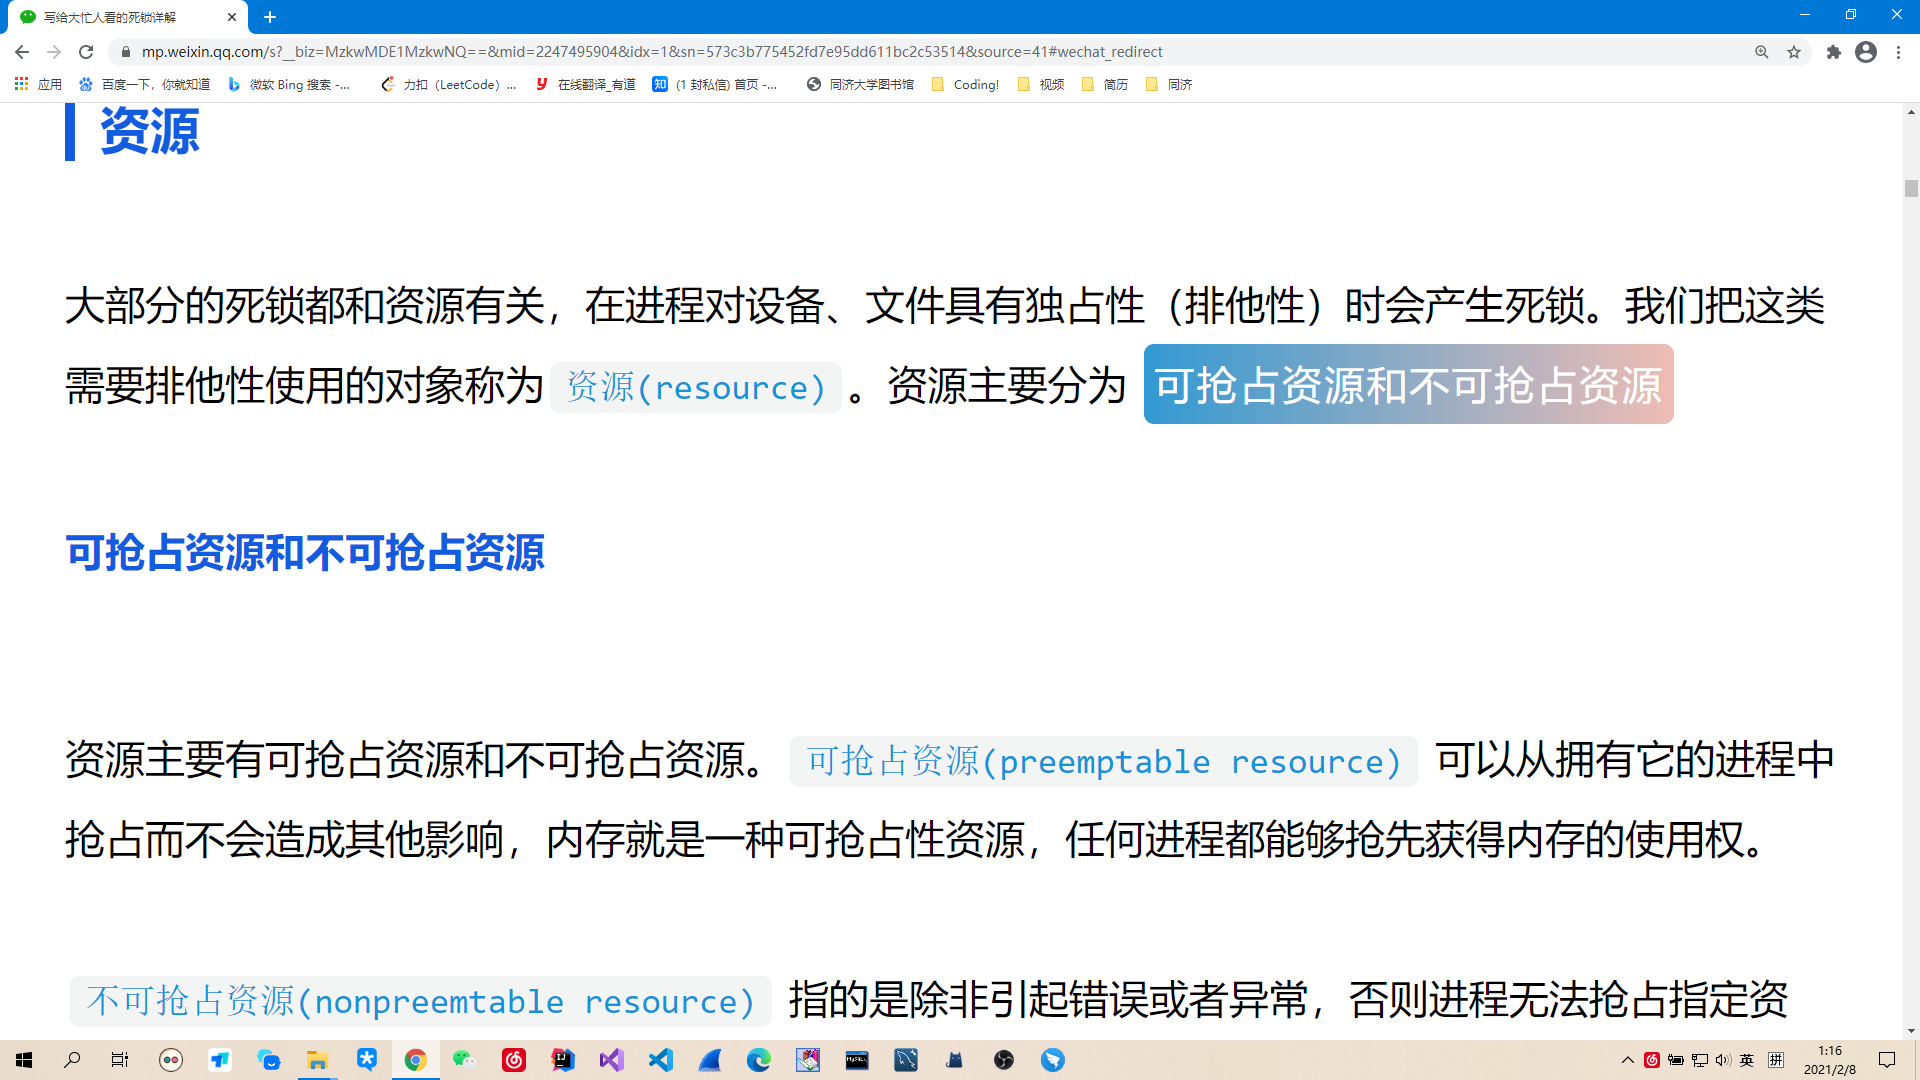 写给大忙人看的死锁详解
mp.weixin.qq.com/s?__biz=MzkwMDE1MzkwNQ==&mid=2247495904&idx=1&sn=573c3b775452fd7e95dd611bc2c53514&source=41#wechat_redirect
应用 百度一下，你就知道 微软 Bing 搜索 -... 力扣（LeetCode）... 在线翻译_有道 (1 封私信) 首页 -... 同济大学图书馆 Coding! 视频 简历 同济
资源
大部分的死锁都和资源有关，在进程对设备、文件具有独占性（排他性）时会产生死锁。我们把这类
需要排他性使用的对象称为 资源(resource) 。资源主要分为 可抢占资源和不可抢占资源
可抢占资源和不可抢占资源
资源主要有可抢占资源和不可抢占资源。 可抢占资源(preemptable resource) 可以从拥有它的进程中
抢占而不会造成其他影响，内存就是一种可抢占性资源，任何进程都能够抢先获得内存的使用权。
不可抢占资源(nonpreemtable resource) 指的是除非引起错误或者异常，否则进程无法抢占指定资
英 拼 1:16
2021/2/8